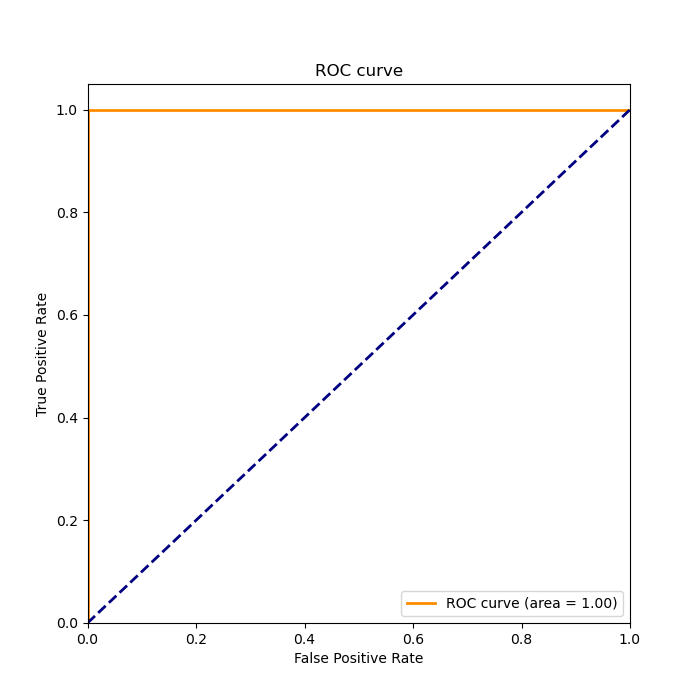 ROC curve
1.0
0.8
0.6
0.4
0.2
0.0
True Positive Rate
0.0 0.2 0.4 0.6 0.8 1.0
False Positive Rate
ROC curve (area = 1.00)